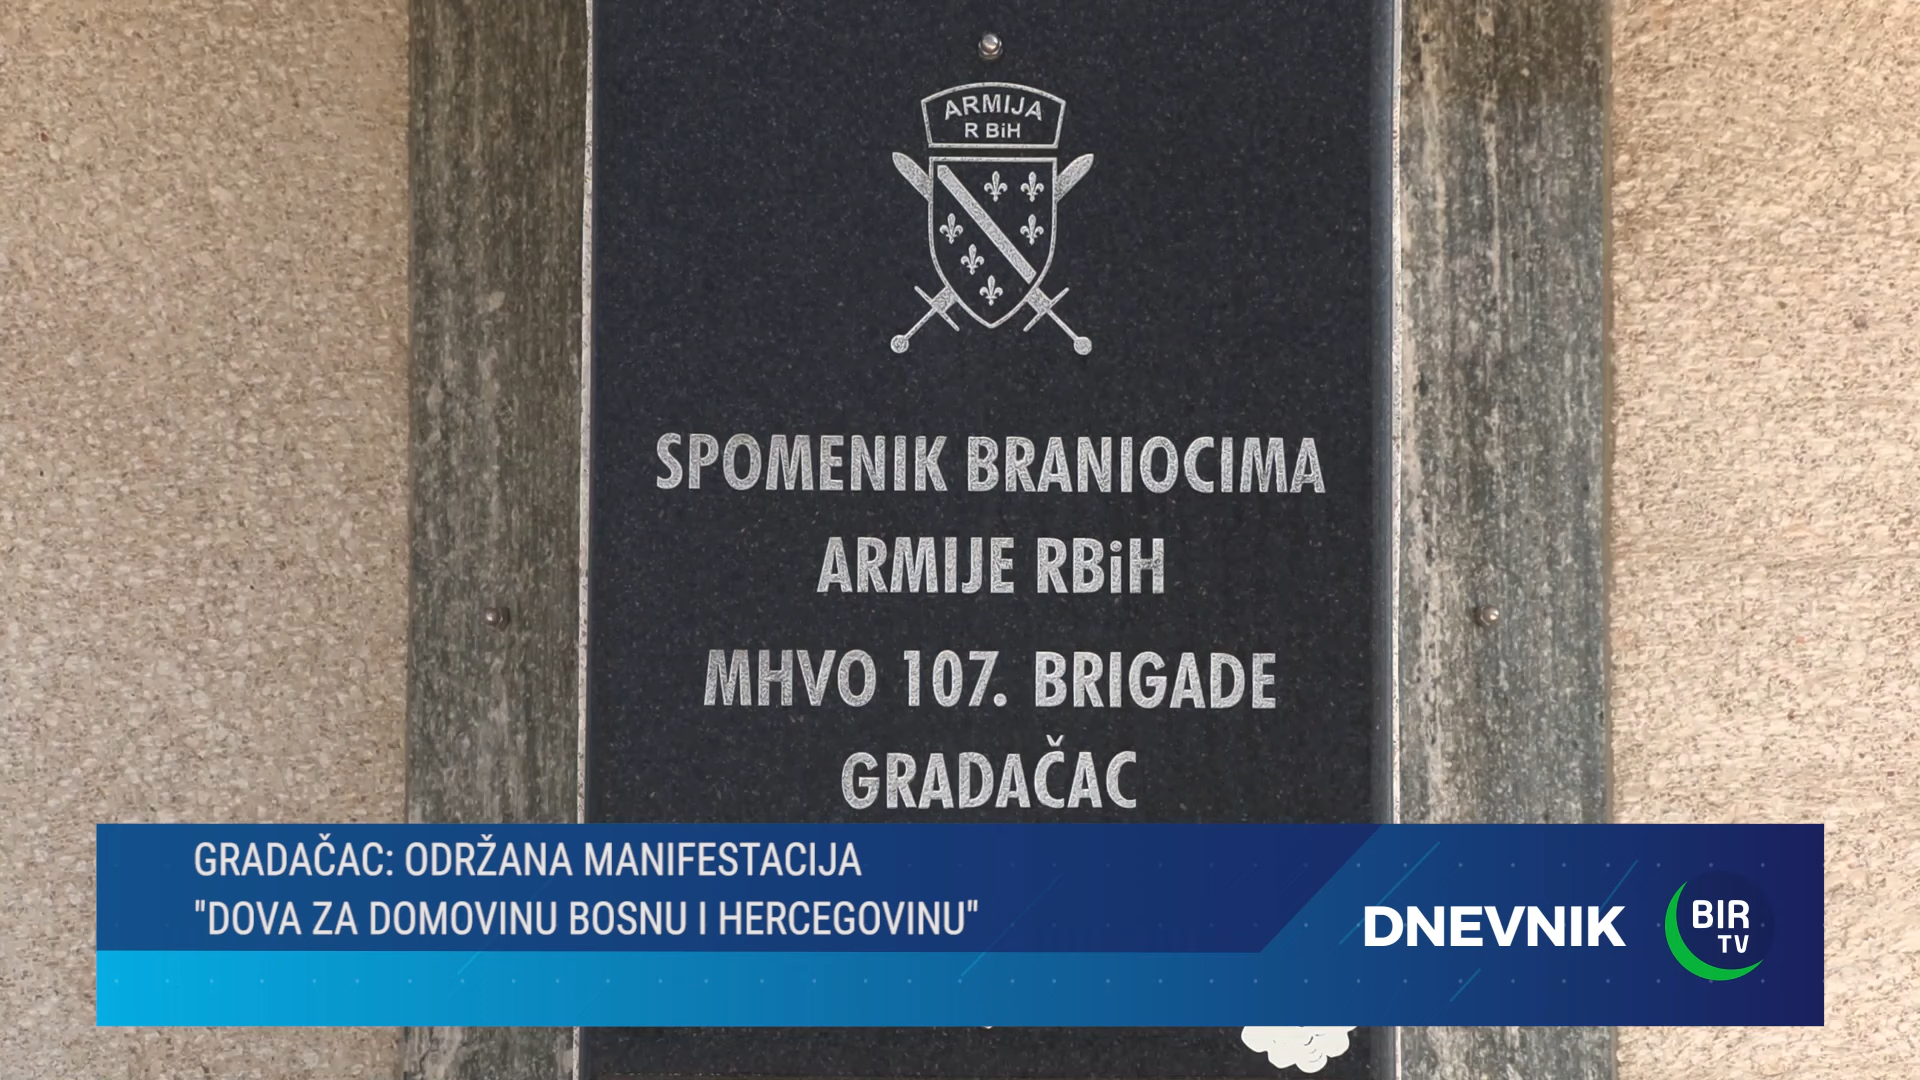 ARMIJA
R BiH
SPOMENIK BRANIOCIMA
ARMIJE RBiH
MHVO 107. BRIGADE
GRADAČAC
GRADAČAC: ODRŽANA MANIFESTACIJA
"DOVA ZA DOMOVINU BOSNU I HERCEGOVINU"
DNEVNIK
BIR
TV